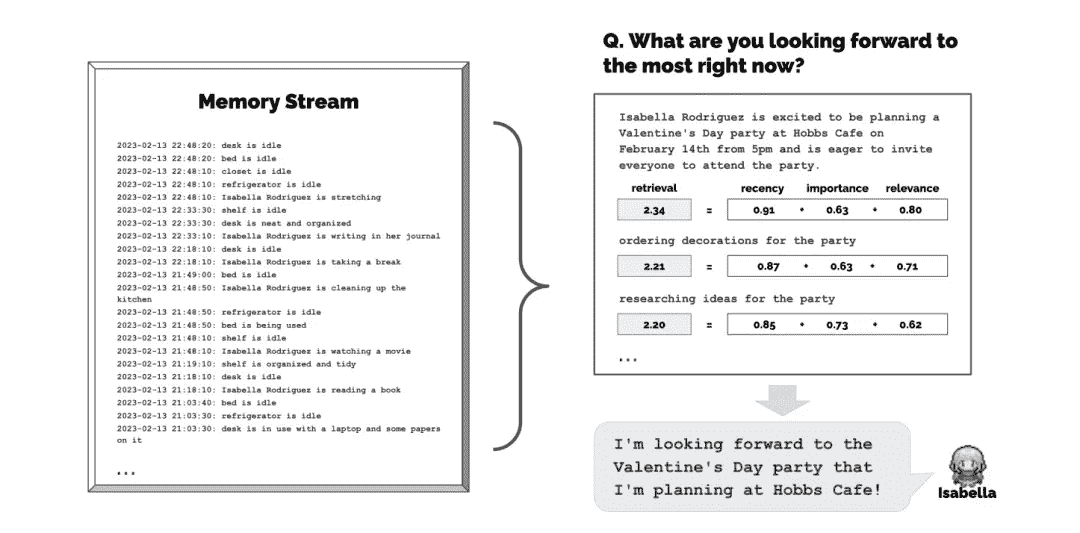 Memory Stream
2023-02-13 22:48:20: desk is idle
2023-02-13 22:48:20: bed is idle
2023-02-13 22:48:10: closet is idle
2023-02-13 22:48:10: refrigerator is idle
2023-02-13 22:48:10: Isabella Rodriguez is stretching
2023-02-13 22:33:30: shelf is idle
2023-02-13 22:33:30: desk is neat and organized
2023-02-13 22:33:10: Isabella Rodriguez is writing in her journal
2023-02-13 22:18:10: desk is idle
2023-02-13 22:18:10: Isabella Rodriguez is taking a break
2023-02-13 21:49:00: bed is idle
2023-02-13 21:48:50: Isabella Rodriguez is cleaning up the
kitchen
2023-02-13 21:48:50: refrigerator is idle
2023-02-13 21:48:50: bed is being used
2023-02-13 21:48:10: shelf is idle
2023-02-13 21:48:10: Isabella Rodriguez is watching a movie
2023-02-13 21:19:10: shelf is organized and tidy
2023-02-13 21:18:10: desk is idle
2023-02-13 21:18:10: Isabella Rodriguez is reading a book
2023-02-13 21:03:40: bed is idle
2023-02-13 21:03:30: refrigerator is idle
2023-02-13 21:03:30: desk is in use with a laptop and some papers
on it
...
Q. What are you looking forward to
the most right now?
Isabella Rodriguez is excited to be planning a
Valentine's Day party at Hobbs Cafe on
February 14th from 5pm and is eager to invite
everyone to attend the party.
retrieval recency importance relevance
2.34 = 0.91 + 0.63 + 0.80
ordering decorations for the party
2.21 = 0.87 + 0.63 + 0.71
researching ideas for the party
2.20 = 0.85 + 0.73 + 0.62
...
I'm looking forward to the
Valentine's Day party that
I'm planning at Hobbs Cafe!
Isabella